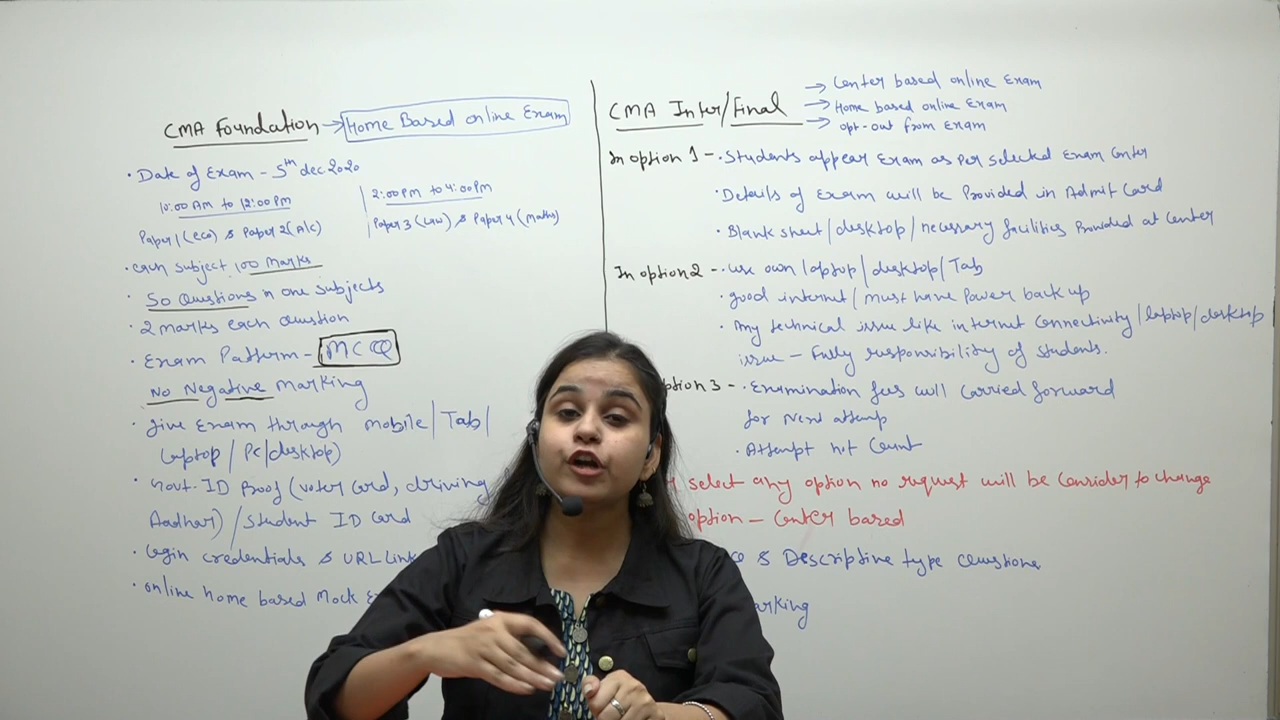 CMA Foundation → Home Based online Exam
• Date of Exam - 5th dec 2020
10:00 AM to 12:00 PM
Paper 1 (eco) & Paper 2 (A/c)
2:00 PM to 4:00 PM
Paper 3 (Law) & Paper 4 (Maths)
• each subject 100 marks
• 50 Questions in one subjects
• 2 marks each Question
• Exam Pattern - MCQ
No Negative Marking
• give Exam through mobile / Tab /
laptop / PC / desktop)
• Govt. ID Proof (voter card, driving
Aadhar) / Student ID Card
• login credentials & URL Link
• online home based Mock
CMA Inter/Final
→ Center based online Exam
→ Home based online Exam
→ opt-out from Exam
In option 1 - • Students appear Exam as per selected Exam Center
• Details of Exam will be Provided in Admit Card
• Blank sheet / desktop / necessary facilities Provided at Center
In option 2 - • use own laptop / desktop / Tab
• good internet / must have Power back up
• Any technical issue like internet connectivity / laptop / desktop
issue - Fully responsibility of students.
ption 3 - • Examination fees will carried forward
for Next attemp
• Attempt not Count
select any option no request will be Consider to change
option - Center based
& Descriptive type Questions
arking